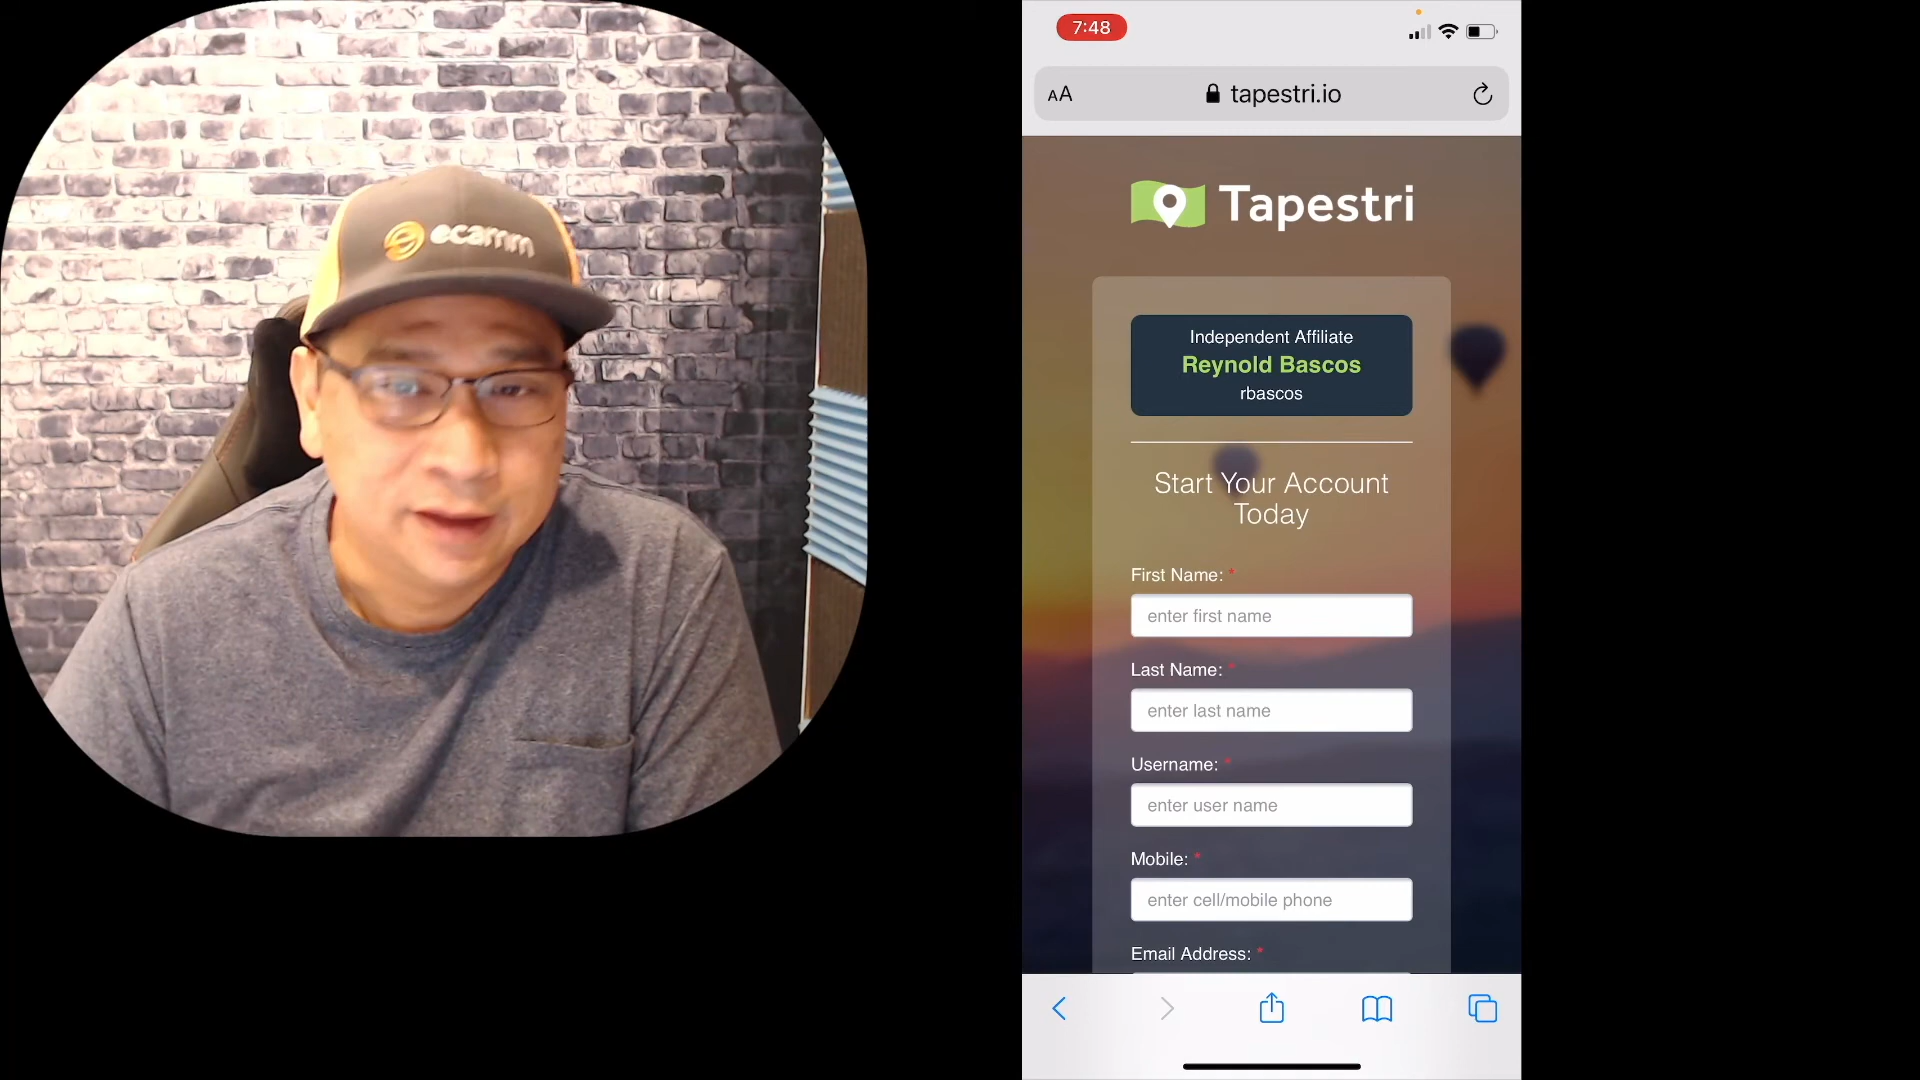 ecamm
7:48
AA
tapestri.io
Tapestri
Independent Affiliate
Reynold Bascos
rbascos
Start Your Account
Today
First Name: *
enter first name
Last Name: *
enter last name
Username: *
enter user name
Mobile: *
enter cell/mobile phone
Email Address: *